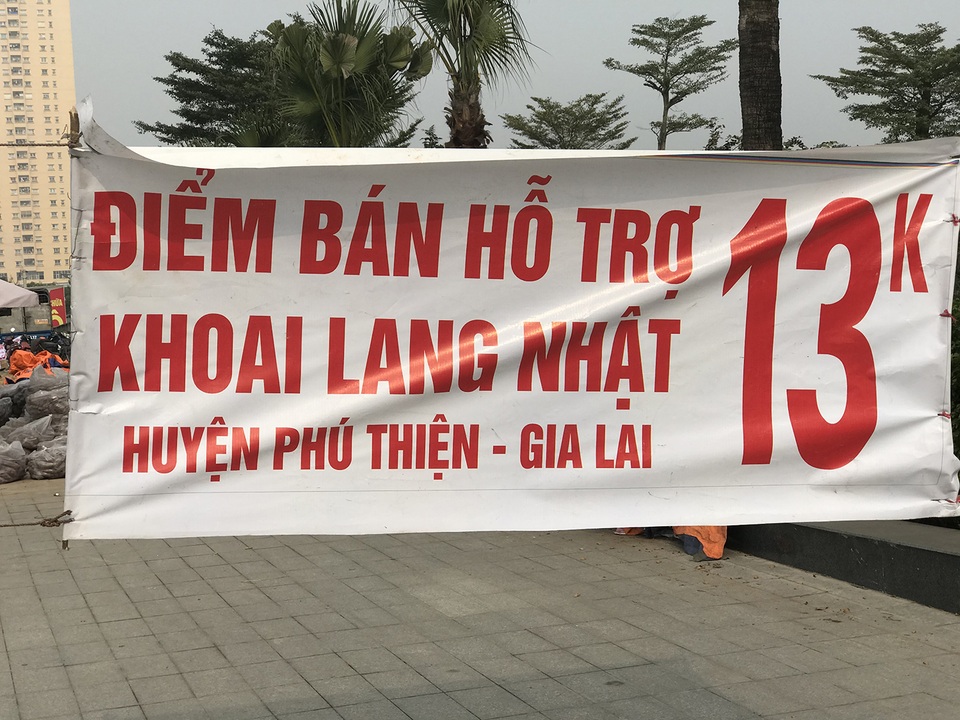 ĐIỂM BÁN HỖ TRỢ
KHOAI LANG NHẬT
HUYỆN PHÚ THIỆN - GIA LAI
13K